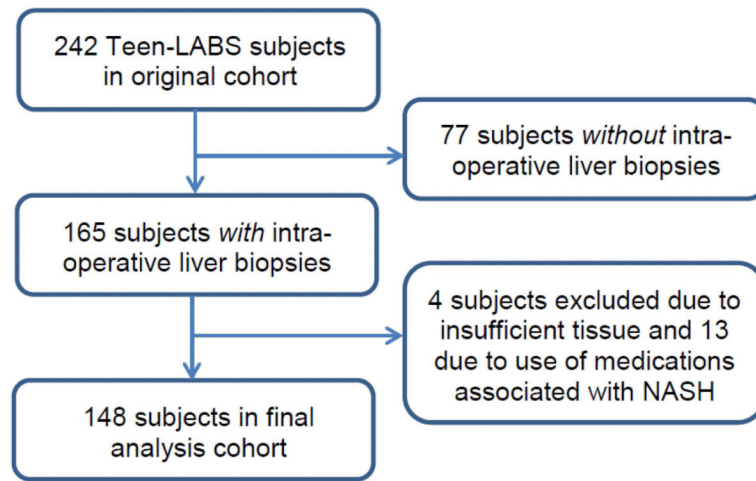 242 Teen-LABS subjects
in original cohort
77 subjects without intra-
operative liver biopsies
165 subjects with intra-
operative liver biopsies
4 subjects excluded due to
insufficient tissue and 13
due to use of medications
associated with NASH
148 subjects in final
analysis cohort